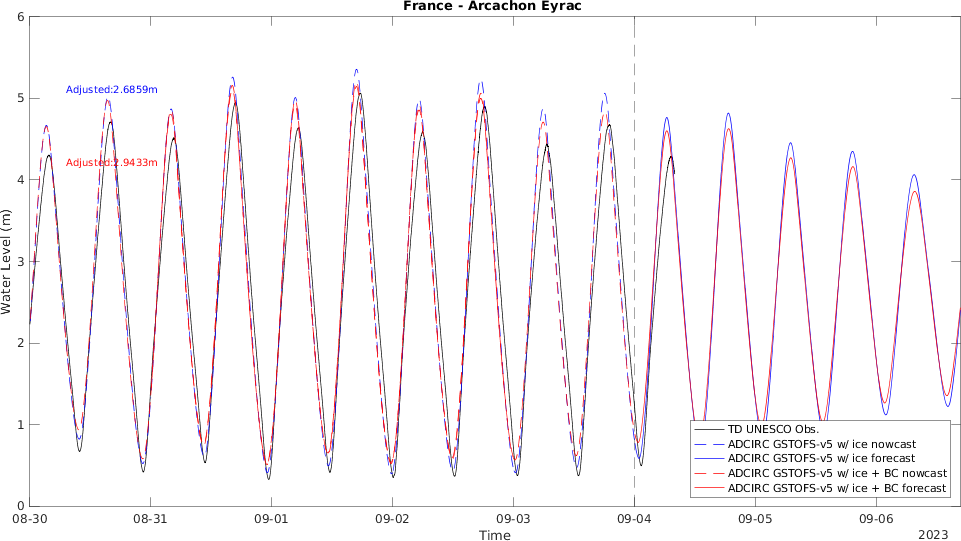 France - Arcachon Eyrac
6
5
4
3
2
1
0
Water Level (m)
Adjusted:2.6859m
Adjusted:2.9433m
TD UNESCO Obs.
ADCIRC GSTOFS-v5 w/ ice nowcast
ADCIRC GSTOFS-v5 w/ ice forecast
ADCIRC GSTOFS-v5 w/ ice + BC nowcast
ADCIRC GSTOFS-v5 w/ ice + BC forecast
08-30 08-31 09-01 09-02 09-03 09-04 09-05 09-06
Time
2023